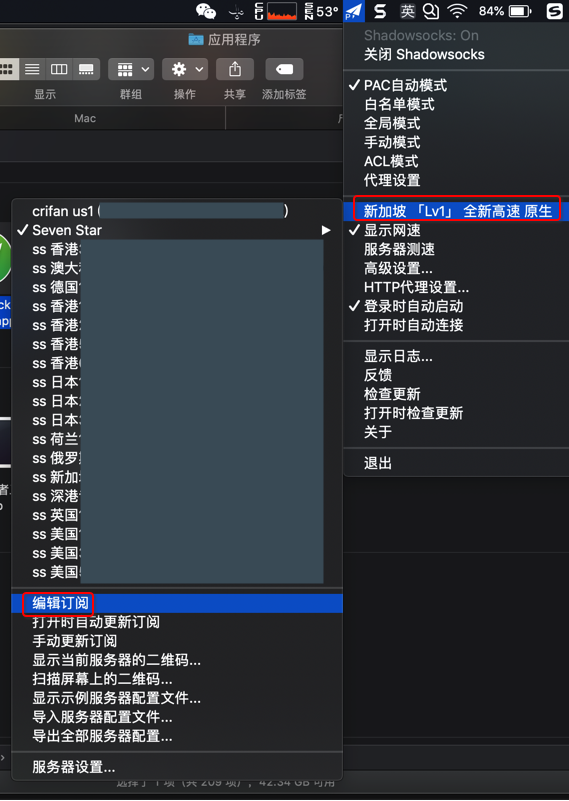 英
84%
53°
应用程序
显示
群组
操作
共享
添加标签
Mac
Shadowsocks: On
关闭 Shadowsocks
PAC自动模式
白名单模式
全局模式
手动模式
ACL模式
代理设置
新加坡 「Lv1」 全新高速 原生
显示网速
服务器测速
高级设置...
HTTP代理设置...
登录时自动启动
打开时自动连接
显示日志...
反馈
检查更新
打开时检查更新
关于
退出
crifan us1 ( )
Seven Star
ss 香港
ss 澳大
ss 德国
ss 香港
ss 香港
ss 香港
ss 香港
ss 日本
ss 日本
ss 日本
ss 荷兰
ss 俄罗
ss 新加
ss 深港
ss 英国
ss 美国
ss 美国
ss 美国
编辑订阅
打开时自动更新订阅
手动更新订阅
显示当前服务器的二维码...
扫描屏幕上的二维码...
显示示例服务器配置文件...
导入服务器配置文件...
导出全部服务器配置...
服务器设置...
选择了 1 项（共 209 项），42.34 GB 可用